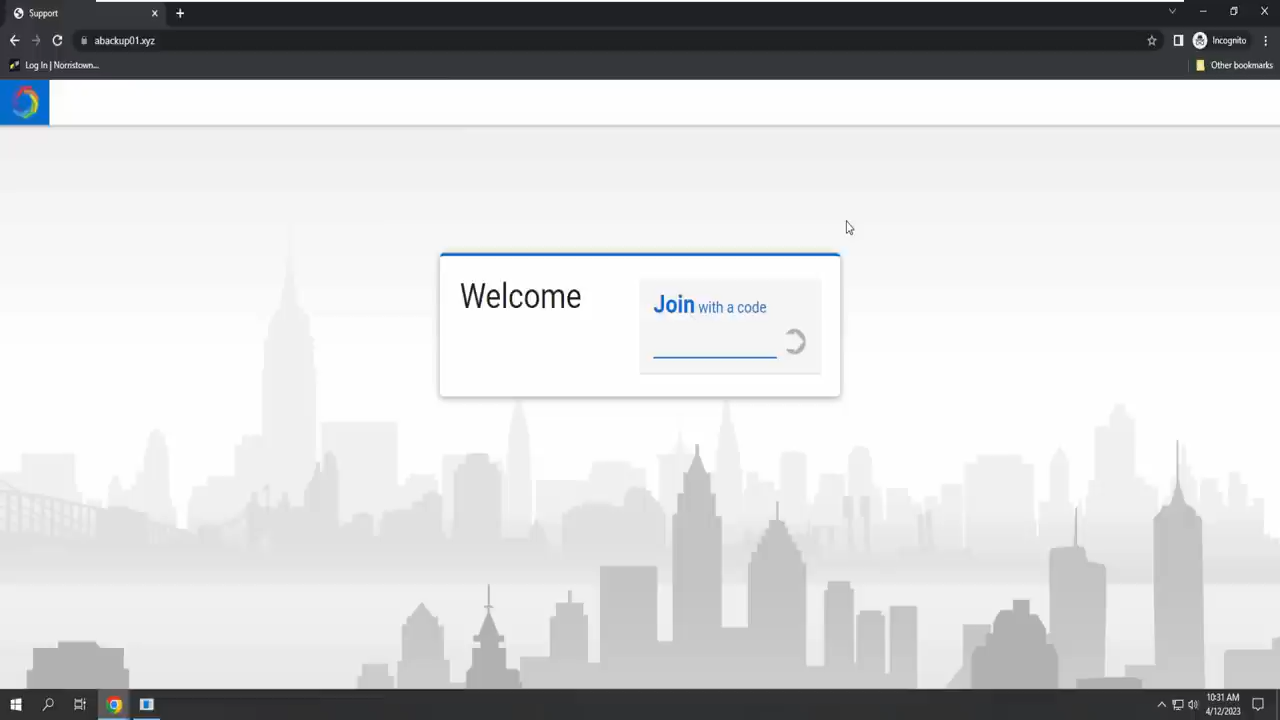 Support
abackup01.xyz
Incognito
Log In | Norristown...
Other bookmarks
Welcome
Join with a code
10:31 AM
4/12/2023